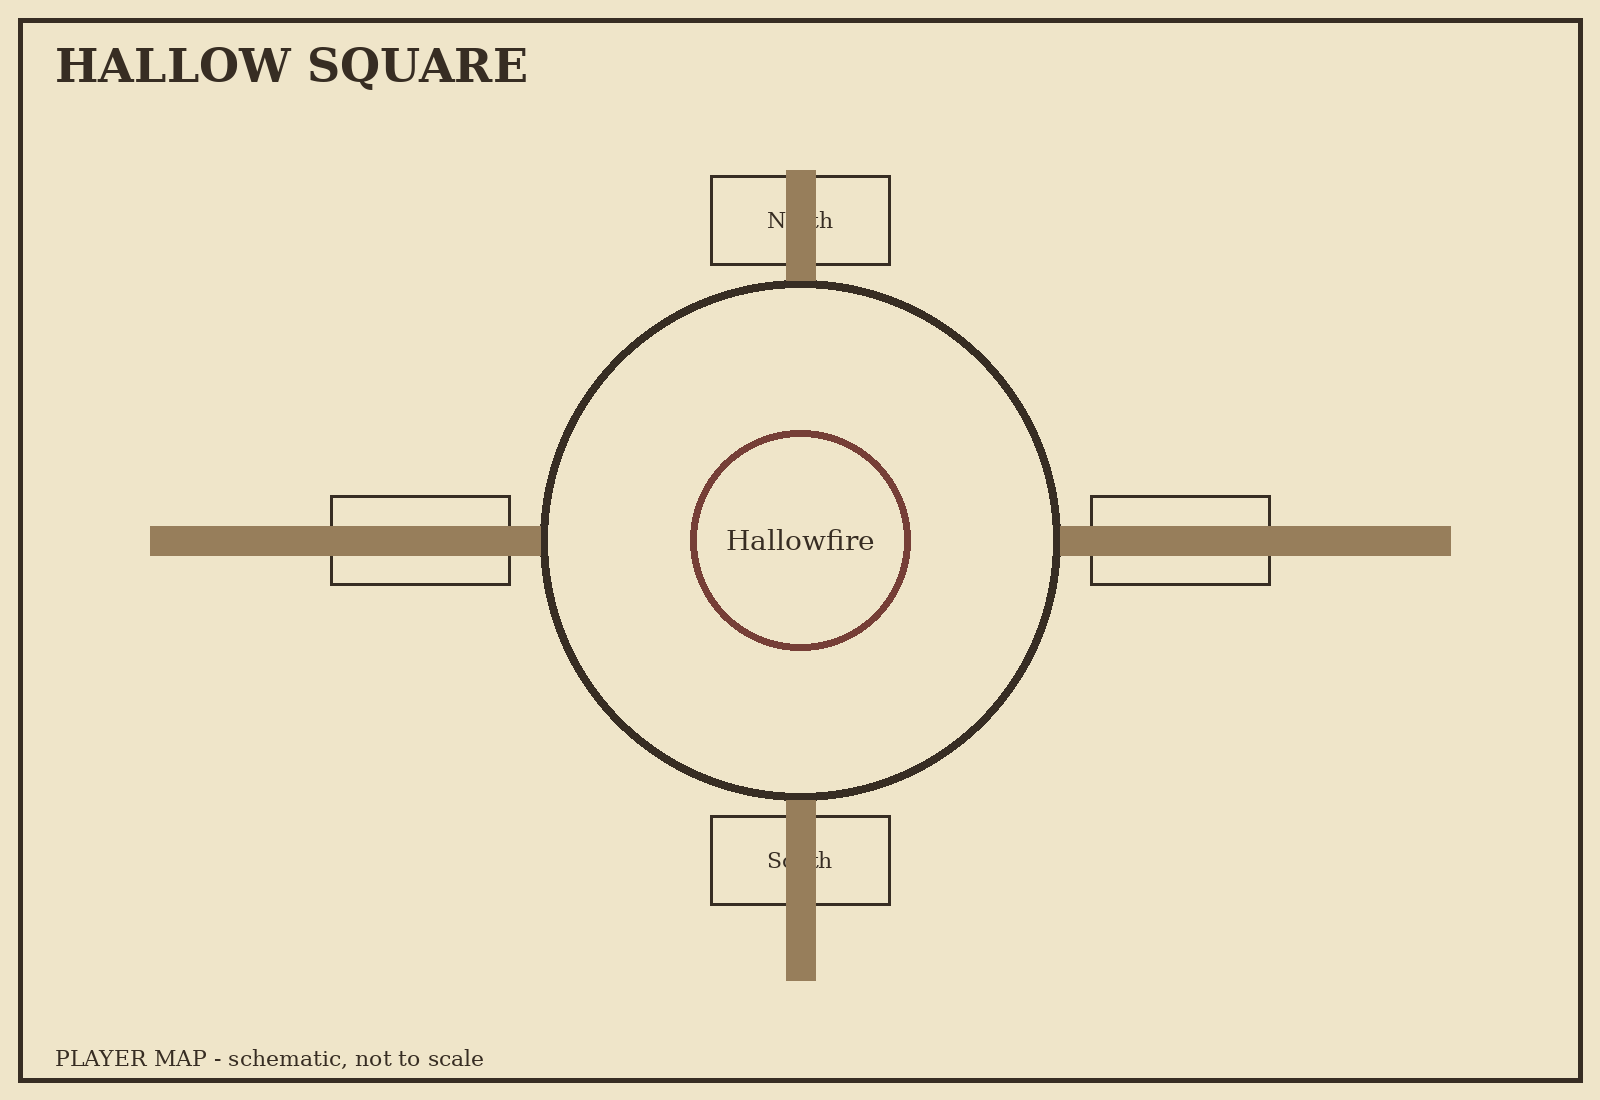 HALLOW SQUARE
Hallowfire
PLAYER MAP - schematic, not to scale